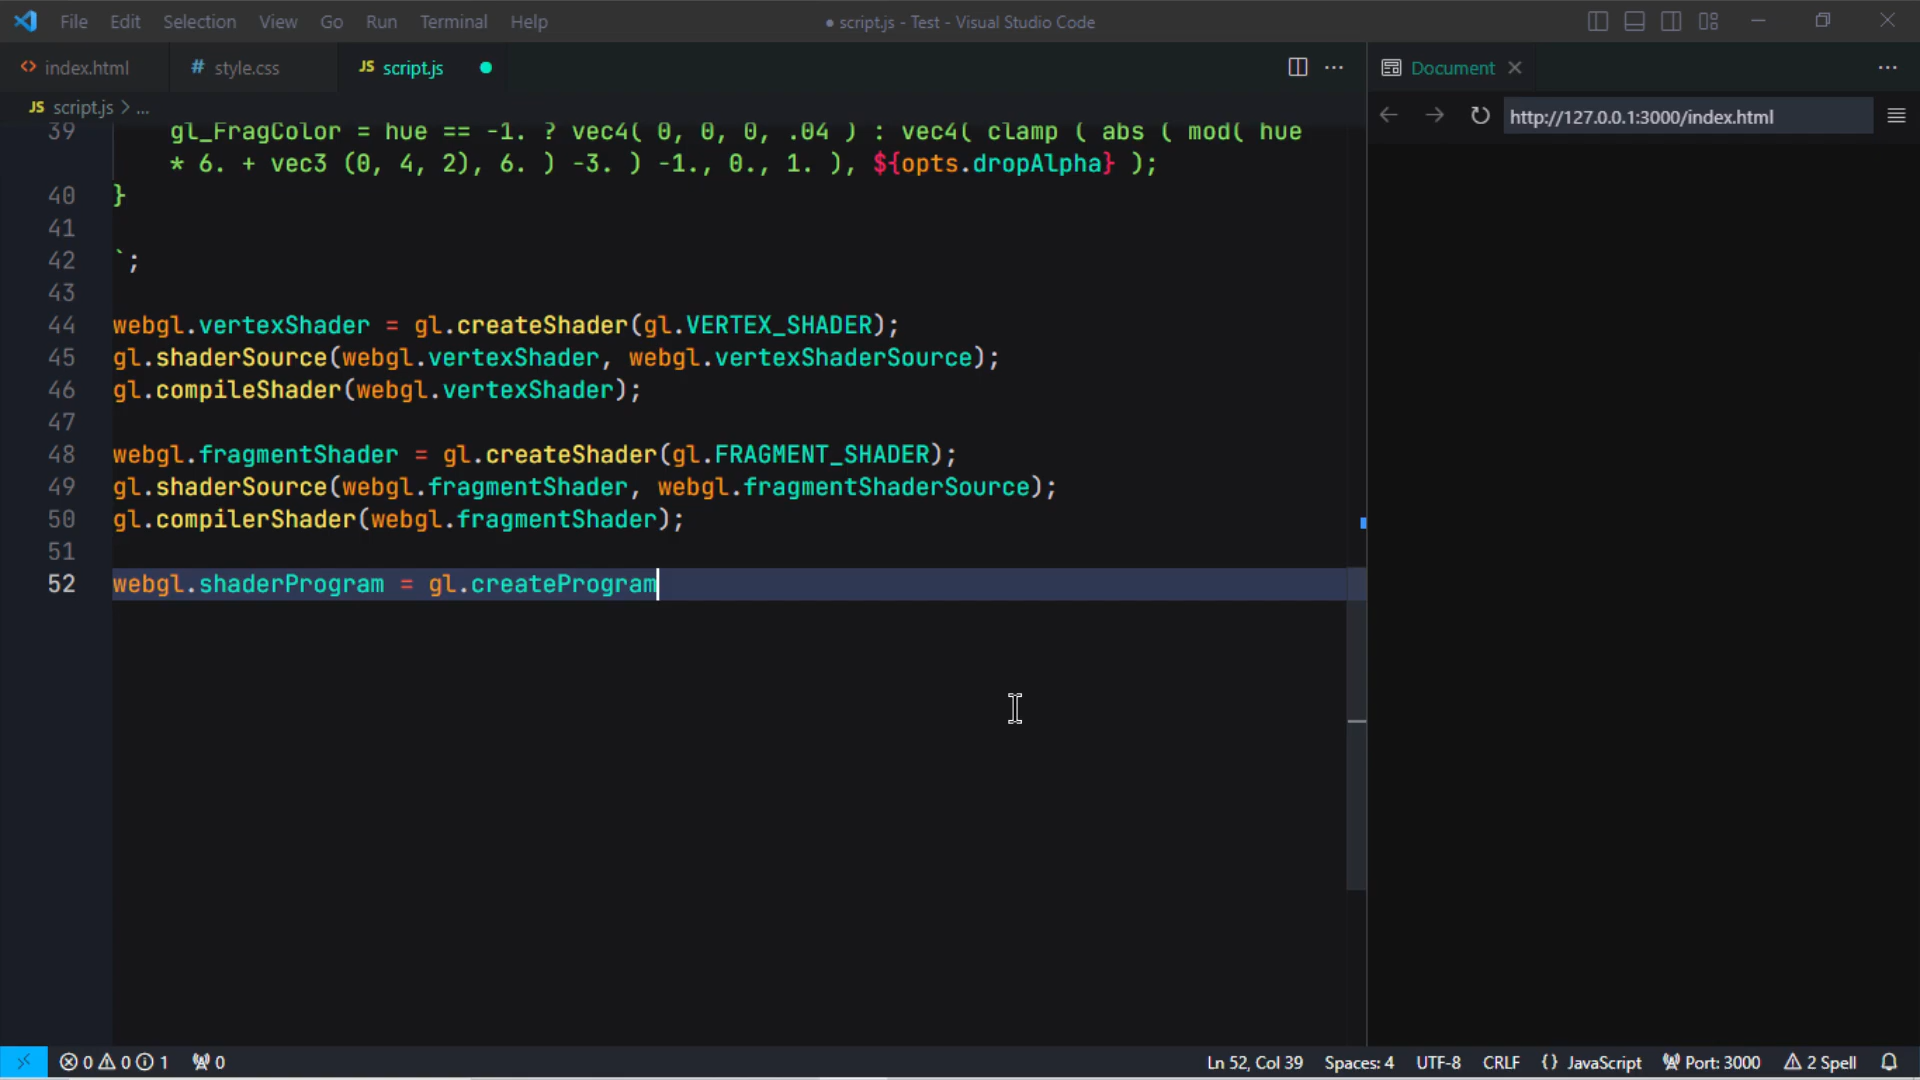 File Edit Selection View Go Run Terminal Help
● script.js - Test - Visual Studio Code
<> index.html
# style.css
JS script.js ●
Document
JS script.js > ...
http://127.0.0.1:3000/index.html
39 gl_FragColor = hue == -1. ? vec4( 0, 0, 0, .04 ) : vec4( clamp ( abs ( mod( hue
* 6. + vec3 (0, 4, 2), 6. ) -3. ) -1., 0., 1. ), ${opts.dropAlpha} );
40 }
41
42 `;
43
44 webgl.vertexShader = gl.createShader(gl.VERTEX_SHADER);
45 gl.shaderSource(webgl.vertexShader, webgl.vertexShaderSource);
46 gl.compileShader(webgl.vertexShader);
47
48 webgl.fragmentShader = gl.createShader(gl.FRAGMENT_SHADER);
49 gl.shaderSource(webgl.fragmentShader, webgl.fragmentShaderSource);
50 gl.compilerShader(webgl.fragmentShader);
51
52 webgl.shaderProgram = gl.createProgram
0 0 1 0
Ln 52, Col 39 Spaces: 4 UTF-8 CRLF {} JavaScript Port: 3000 2 Spell